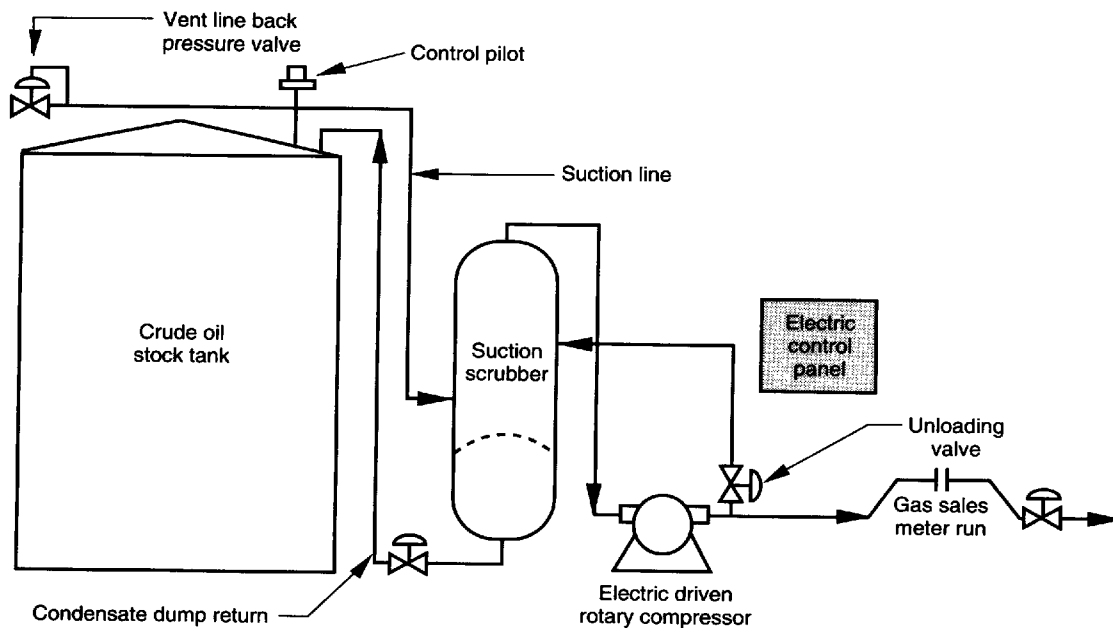 Vent line back
pressure valve
Control pilot
Suction line
Crude oil
stock tank
Suction
scrubber
Electric
control
panel
Unloading
valve
Gas sales
meter run
Condensate dump return
Electric driven
rotary compressor